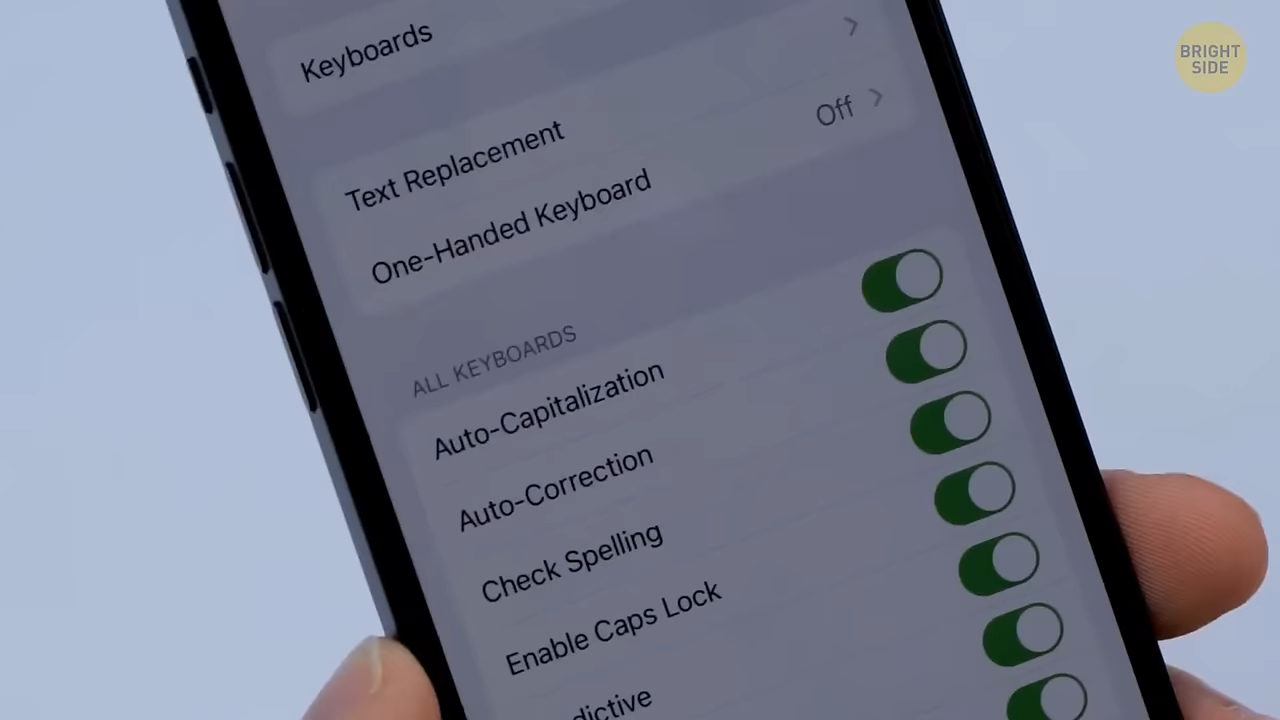 BRIGHT
SIDE
Keyboards
Text Replacement
One-Handed Keyboard Off
ALL KEYBOARDS
Auto-Capitalization
Auto-Correction
Check Spelling
Enable Caps Lock
dictive